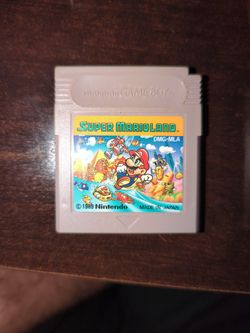 Nintendo GAME BOY
SUPER MARIOLAND
DMG-MLA
©1989 Nintendo
MADE IN JAPAN